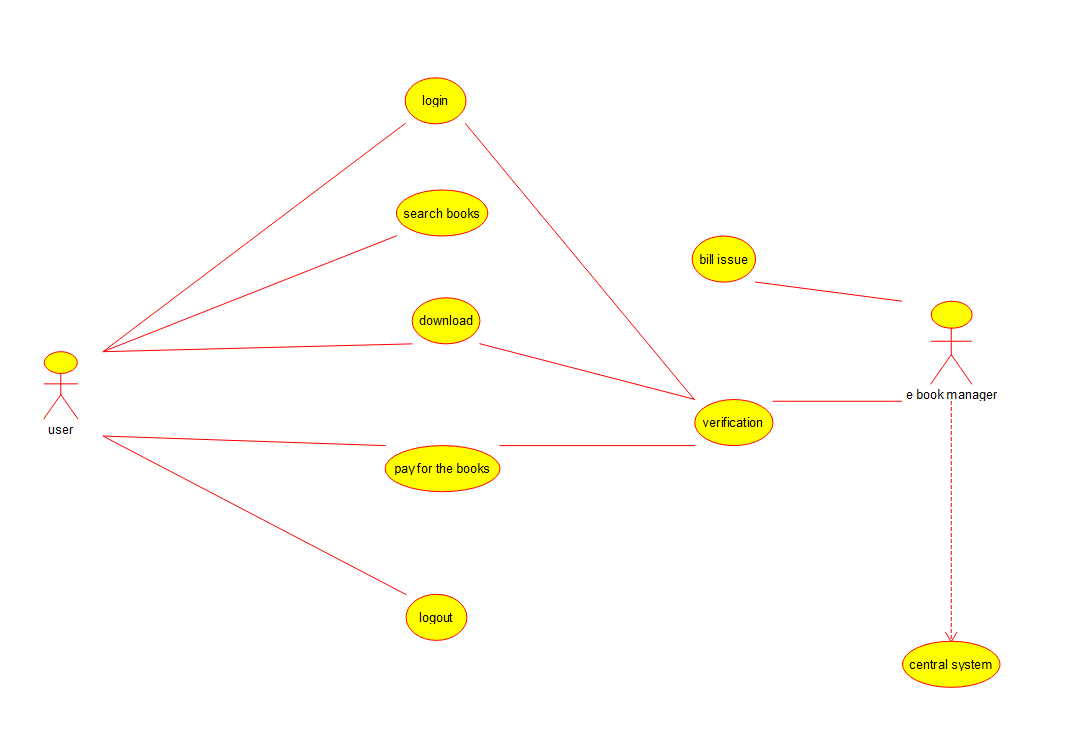 login
search books
bill issue
download
e book manager
verification
user
pay for the books
logout
central system